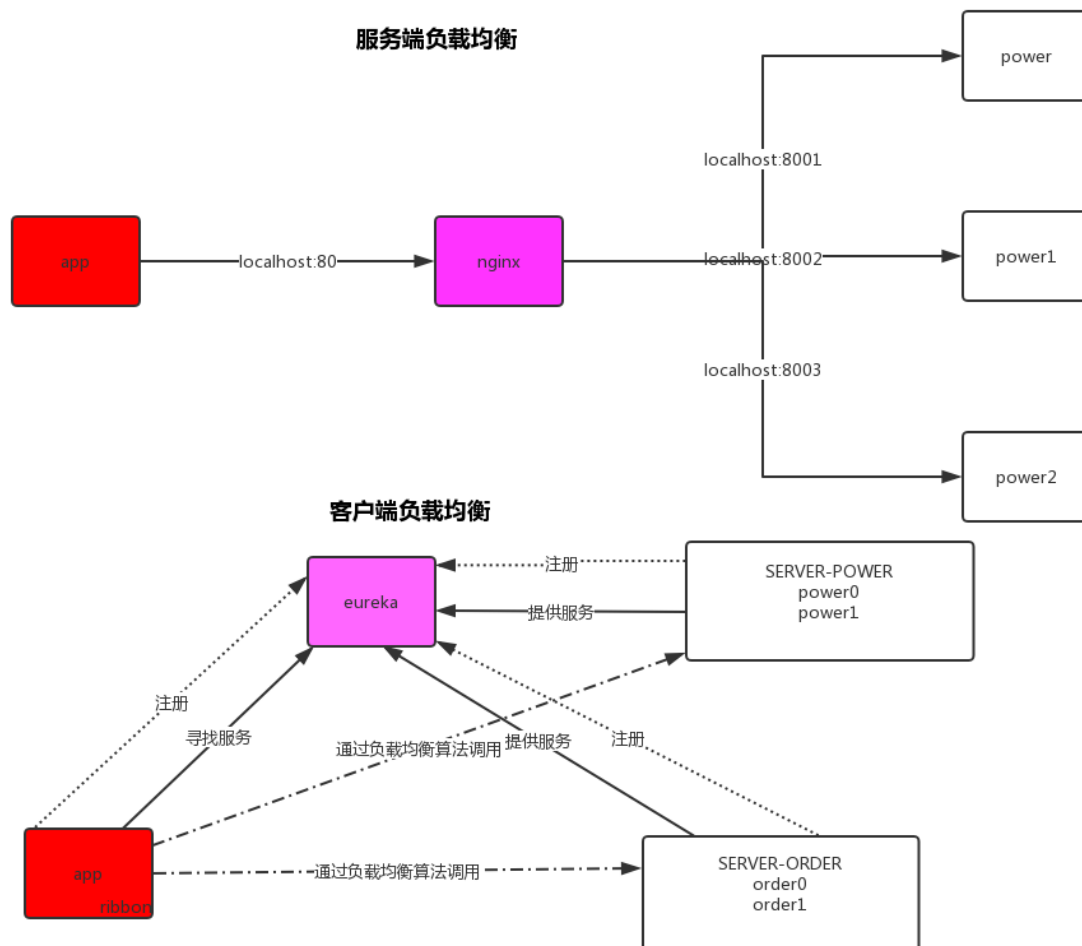 服务端负载均衡
power
localhost:8001
app
localhost:80
nginx
localhost:8002
power1
localhost:8003
power2
客户端负载均衡
注册
SERVER-POWER
power0
power1
eureka
提供服务
注册
寻找服务
通过负载均衡算法调用
提供服务
注册
app
ribbon
通过负载均衡算法调用
SERVER-ORDER
order0
order1